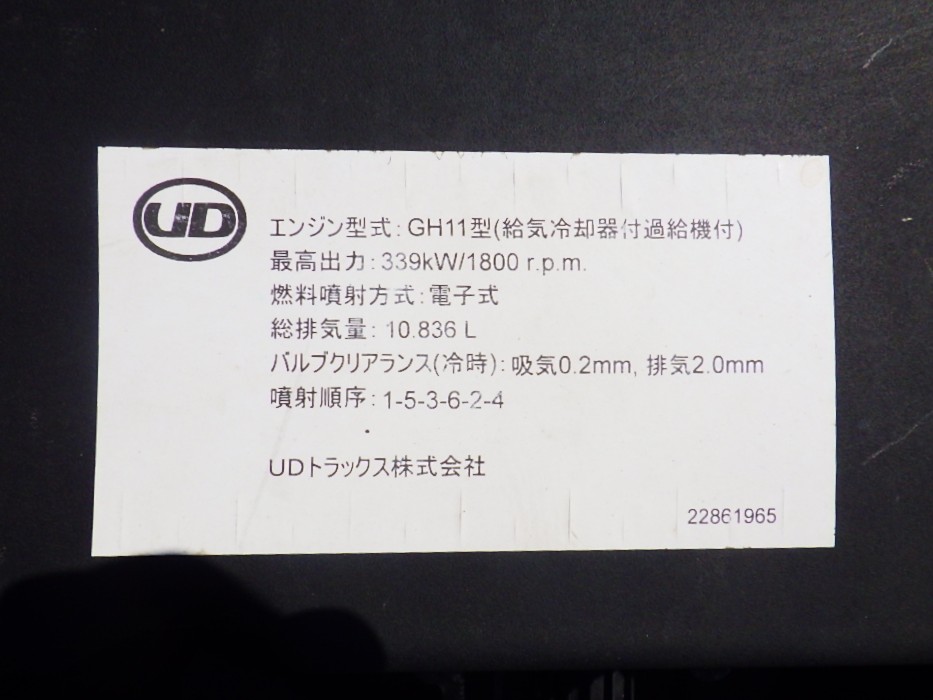 UD
エンジン型式:GH11型(給気冷却器付過給機付)
最高出力:339kW/1800 r.p.m.
燃料噴射方式:電子式
総排気量: 10.836 L
バルブクリアランス(冷時):吸気0.2mm, 排気2.0mm
噴射順序:1-5-3-6-2-4
UDトラックス株式会社
22861965